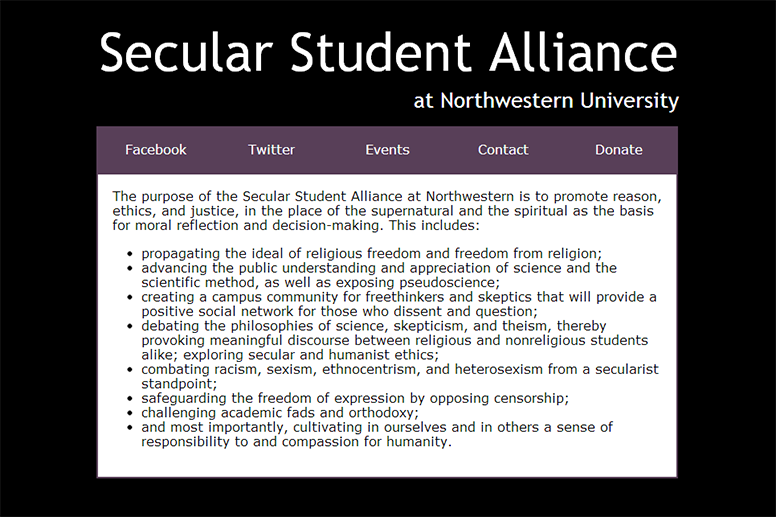 Secular Student Alliance
at Northwestern University
Facebook Twitter Events Contact Donate
The purpose of the Secular Student Alliance at Northwestern is to promote reason,
ethics, and justice, in the place of the supernatural and the spiritual as the basis
for moral reflection and decision-making. This includes:
• propagating the ideal of religious freedom and freedom from religion;
• advancing the public understanding and appreciation of science and the
scientific method, as well as exposing pseudoscience;
• creating a campus community for freethinkers and skeptics that will provide a
positive social network for those who dissent and question;
• debating the philosophies of science, skepticism, and theism, thereby
provoking meaningful discourse between religious and nonreligious students
alike; exploring secular and humanist ethics;
• combating racism, sexism, ethnocentrism, and heterosexism from a secularist
standpoint;
• safeguarding the freedom of expression by opposing censorship;
• challenging academic fads and orthodoxy;
• and most importantly, cultivating in ourselves and in others a sense of
responsibility to and compassion for humanity.